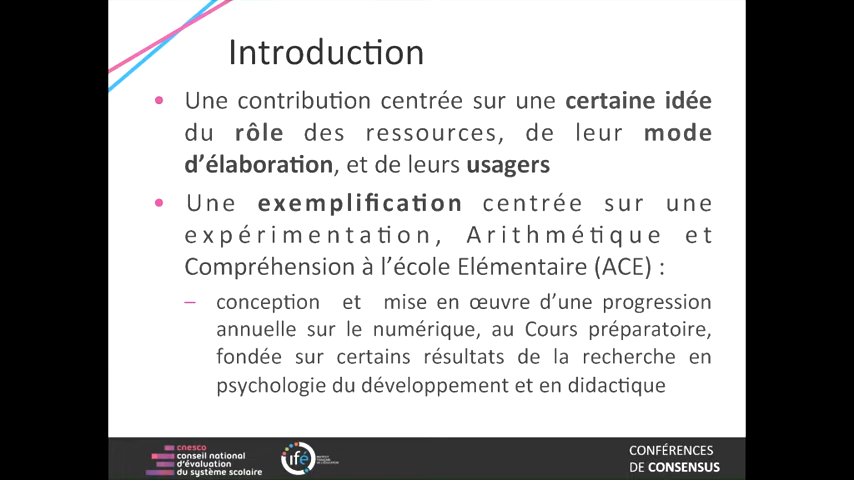 Introduction
• Une contribution centrée sur une certaine idée
du rôle des ressources, de leur mode
d’élaboration, et de leurs usagers
• Une exemplification centrée sur une
expérimentation, Arithmétique et
Compréhension à l’école Elémentaire (ACE) :
– conception et mise en œuvre d’une progression
annuelle sur le numérique, au Cours préparatoire,
fondée sur certains résultats de la recherche en
psychologie du développement et en didactique
cnesco
conseil national
d'évaluation
du système scolaire
ifé
CONFÉRENCES
DE CONSENSUS